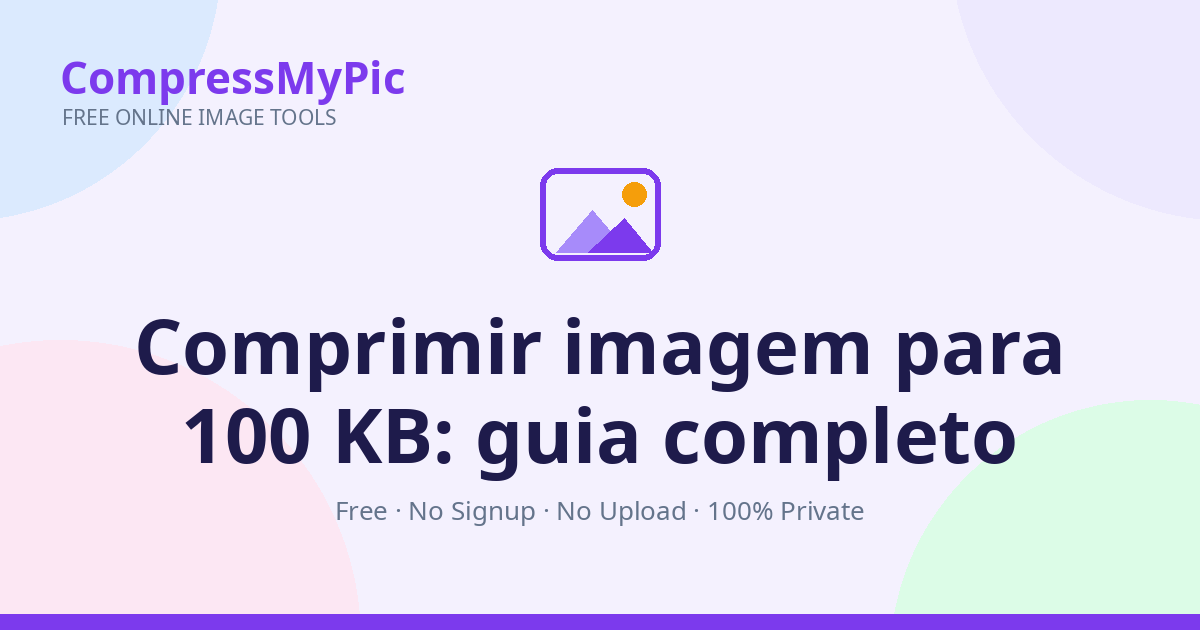 CompressMyPic
FREE ONLINE IMAGE TOOLS
Comprimir imagem para
100 KB: guia completo
Free · No Signup · No Upload · 100% Private